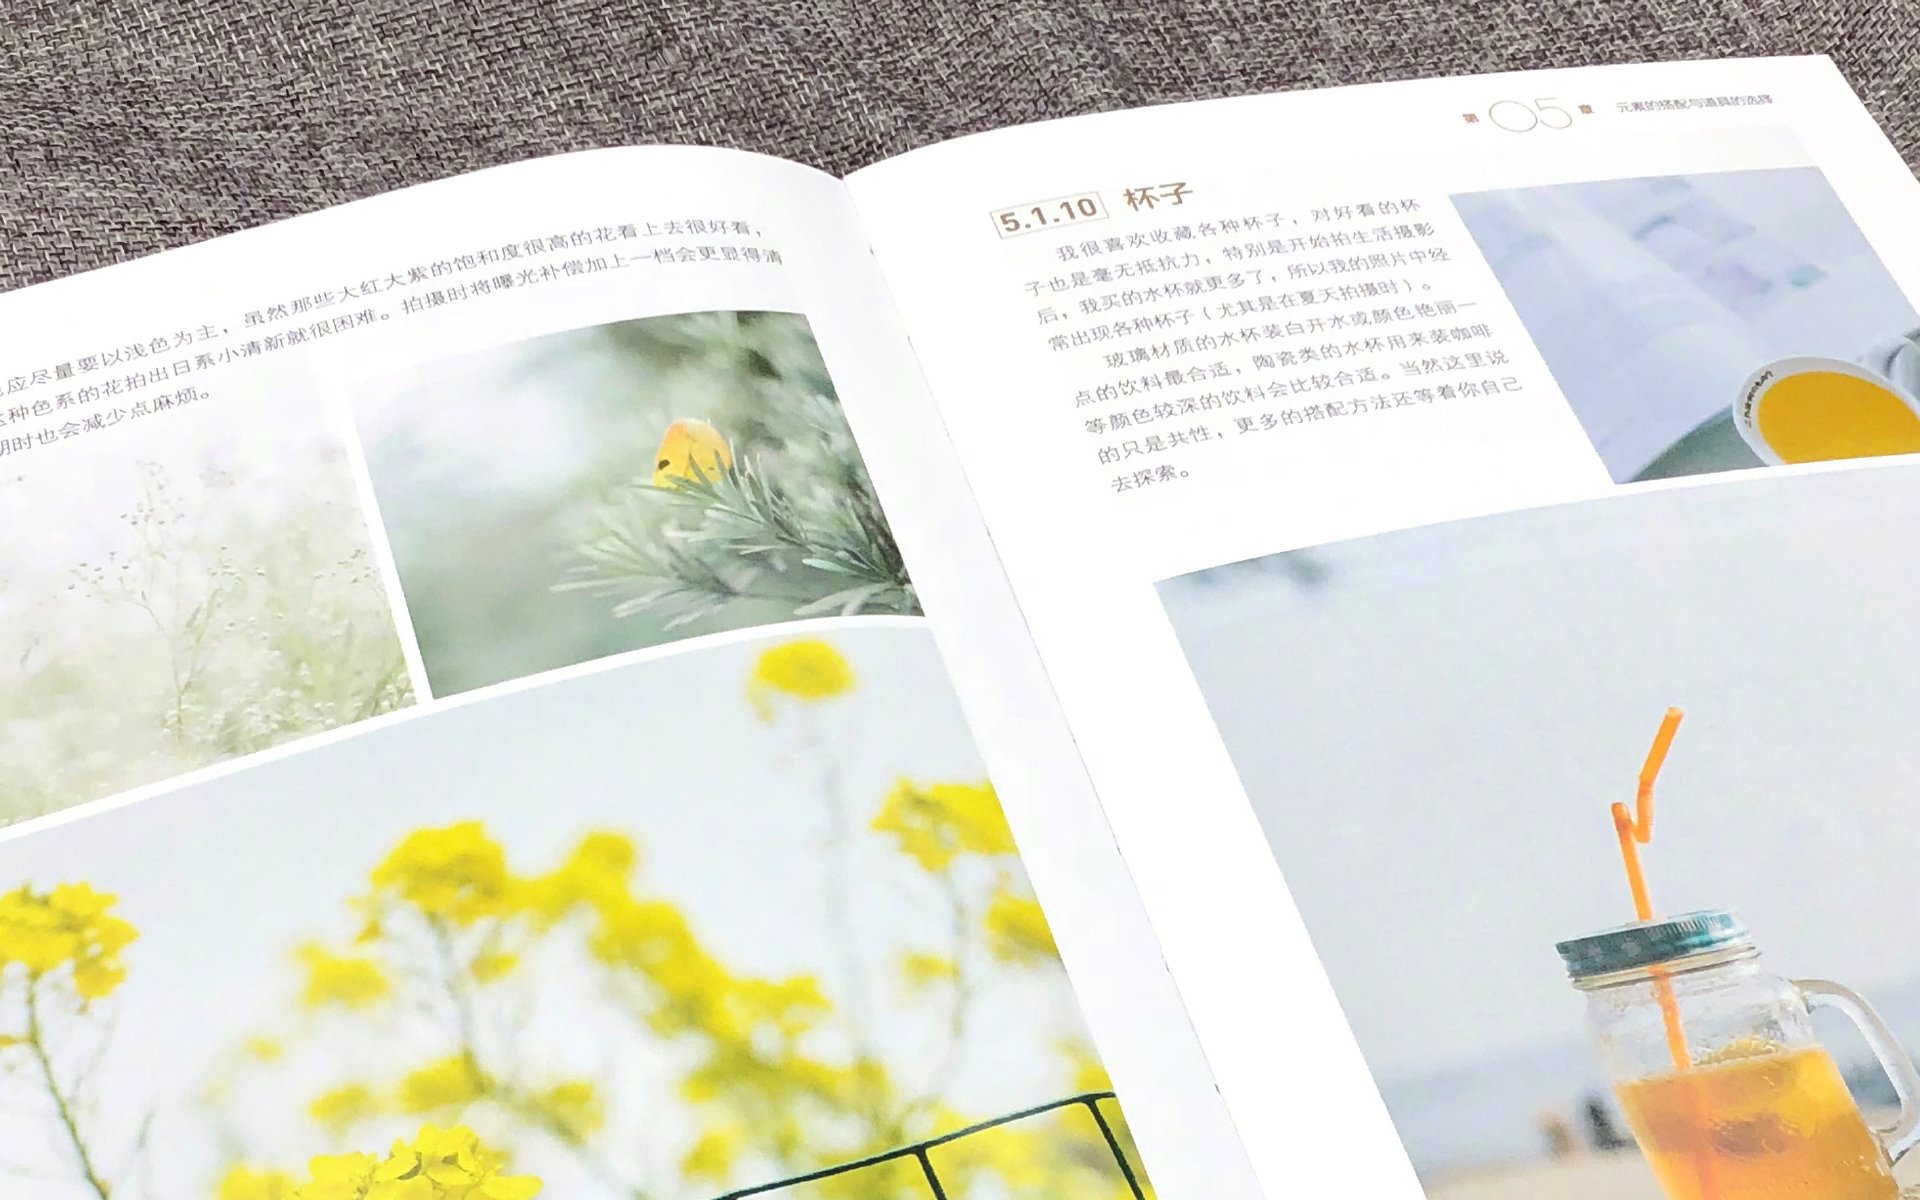 应尽量要以浅色为主，虽然那些大红大紫的饱和度很高的花看上去很好看，
种色系的花拍出日系小清新就很困难。拍摄时将曝光补偿加上一档会更显得清
期时也会减少点麻烦。
第 05 章 元素的搭配与道具的选择
5.1.10 杯子
我很喜欢收藏各种杯子，对好看的杯
子也是毫无抵抗力，特别是开始拍生活摄影
后，我买的水杯就更多了，所以我的照片中经
常出现各种杯子（尤其是在夏天拍摄时）。
玻璃材质的水杯装白开水或颜色艳丽一
点的饮料最合适，陶瓷类的水杯用来装咖啡
等颜色较深的饮料会比较合适。当然这里说
的只是共性，更多的搭配方法还等着你自己
去探索。